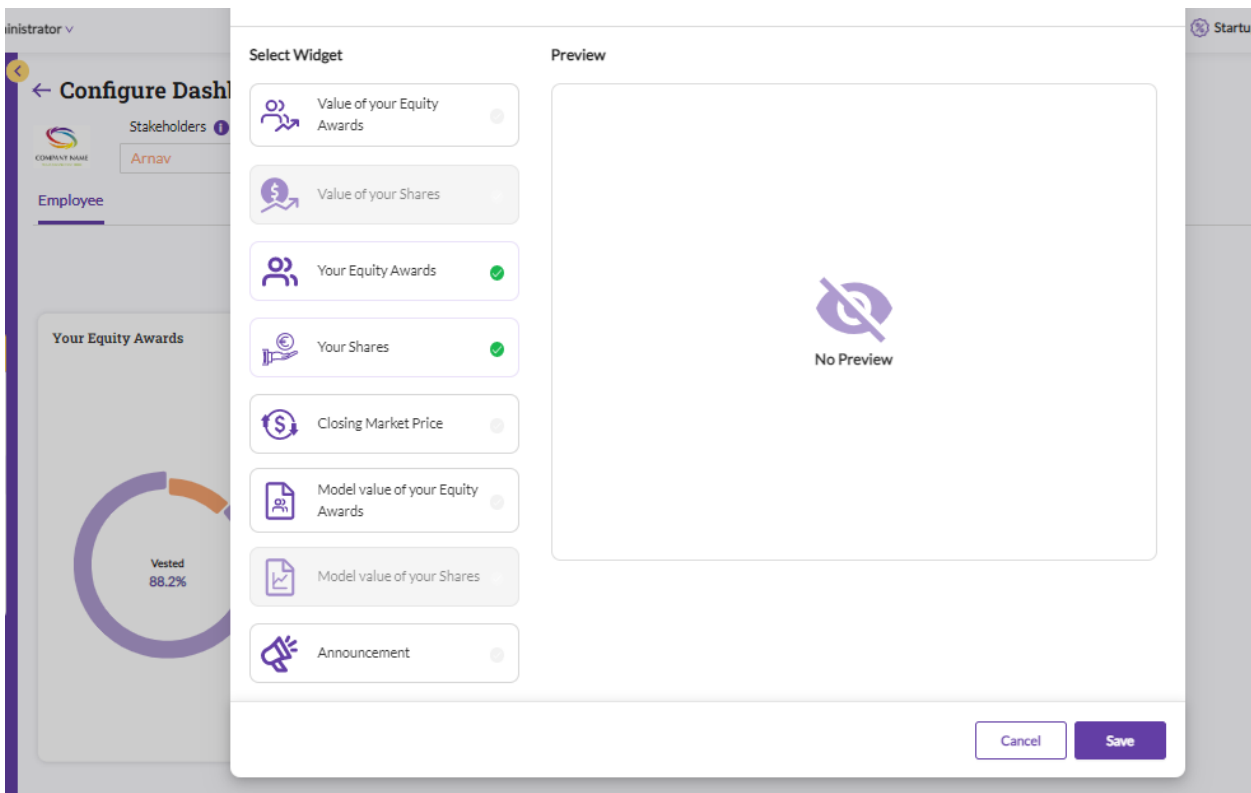 inistrator
Startu
Configure Dashl
Stakeholders
COMPANY NAME
Arnav
Employee
Your Equity Awards
Vested
88.2%
Select Widget
Value of your Equity
Awards
Value of your Shares
Your Equity Awards
Your Shares
Closing Market Price
Model value of your Equity
Awards
Model value of your Shares
Announcement
Preview
No Preview
Cancel
Save